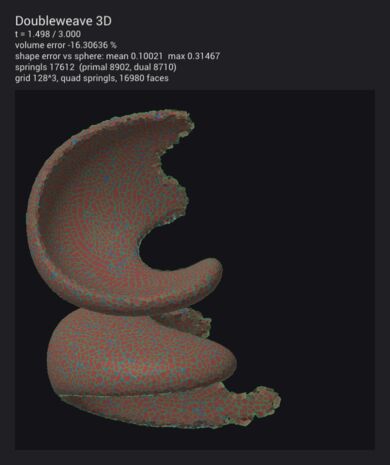 Doubleweave 3D
t = 1.498 / 3.000
volume error -16.30636 %
shape error vs sphere: mean 0.10021  max 0.31467
springls 17612  (primal 8902, dual 8710)
grid 128^3, quad springls, 16980 faces